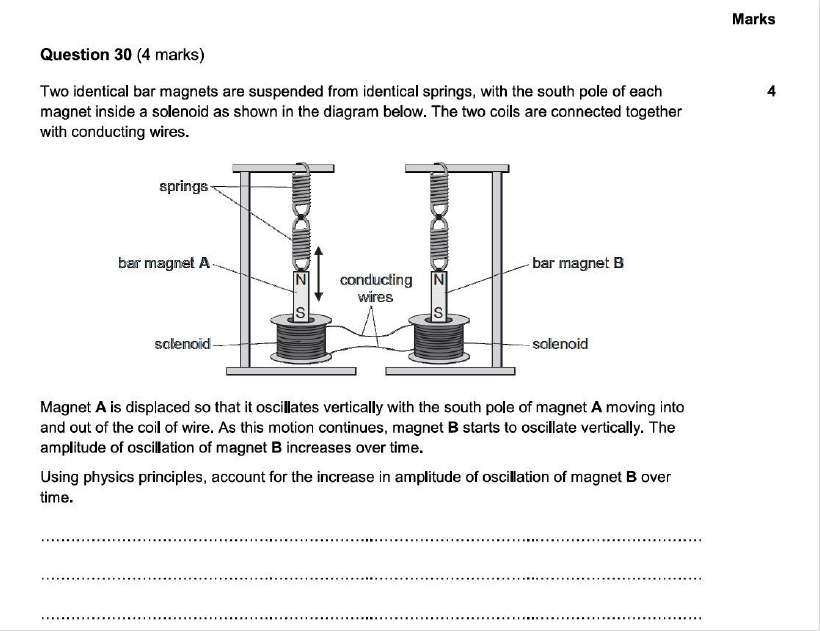 Marks
Question 30 (4 marks)
Two identical bar magnets are suspended from identical springs, with the south pole of each 4
magnet inside a solenoid as shown in the diagram below. The two coils are connected together
with conducting wires.
springs
bar magnet A
N
N
conducting
wires
bar magnet B
S
S
solenoid
solenoid
Magnet A is displaced so that it oscillates vertically with the south pole of magnet A moving into
and out of the coil of wire. As this motion continues, magnet B starts to oscillate vertically. The
amplitude of oscillation of magnet B increases over time.
Using physics principles, account for the increase in amplitude of oscillation of magnet B over
time.